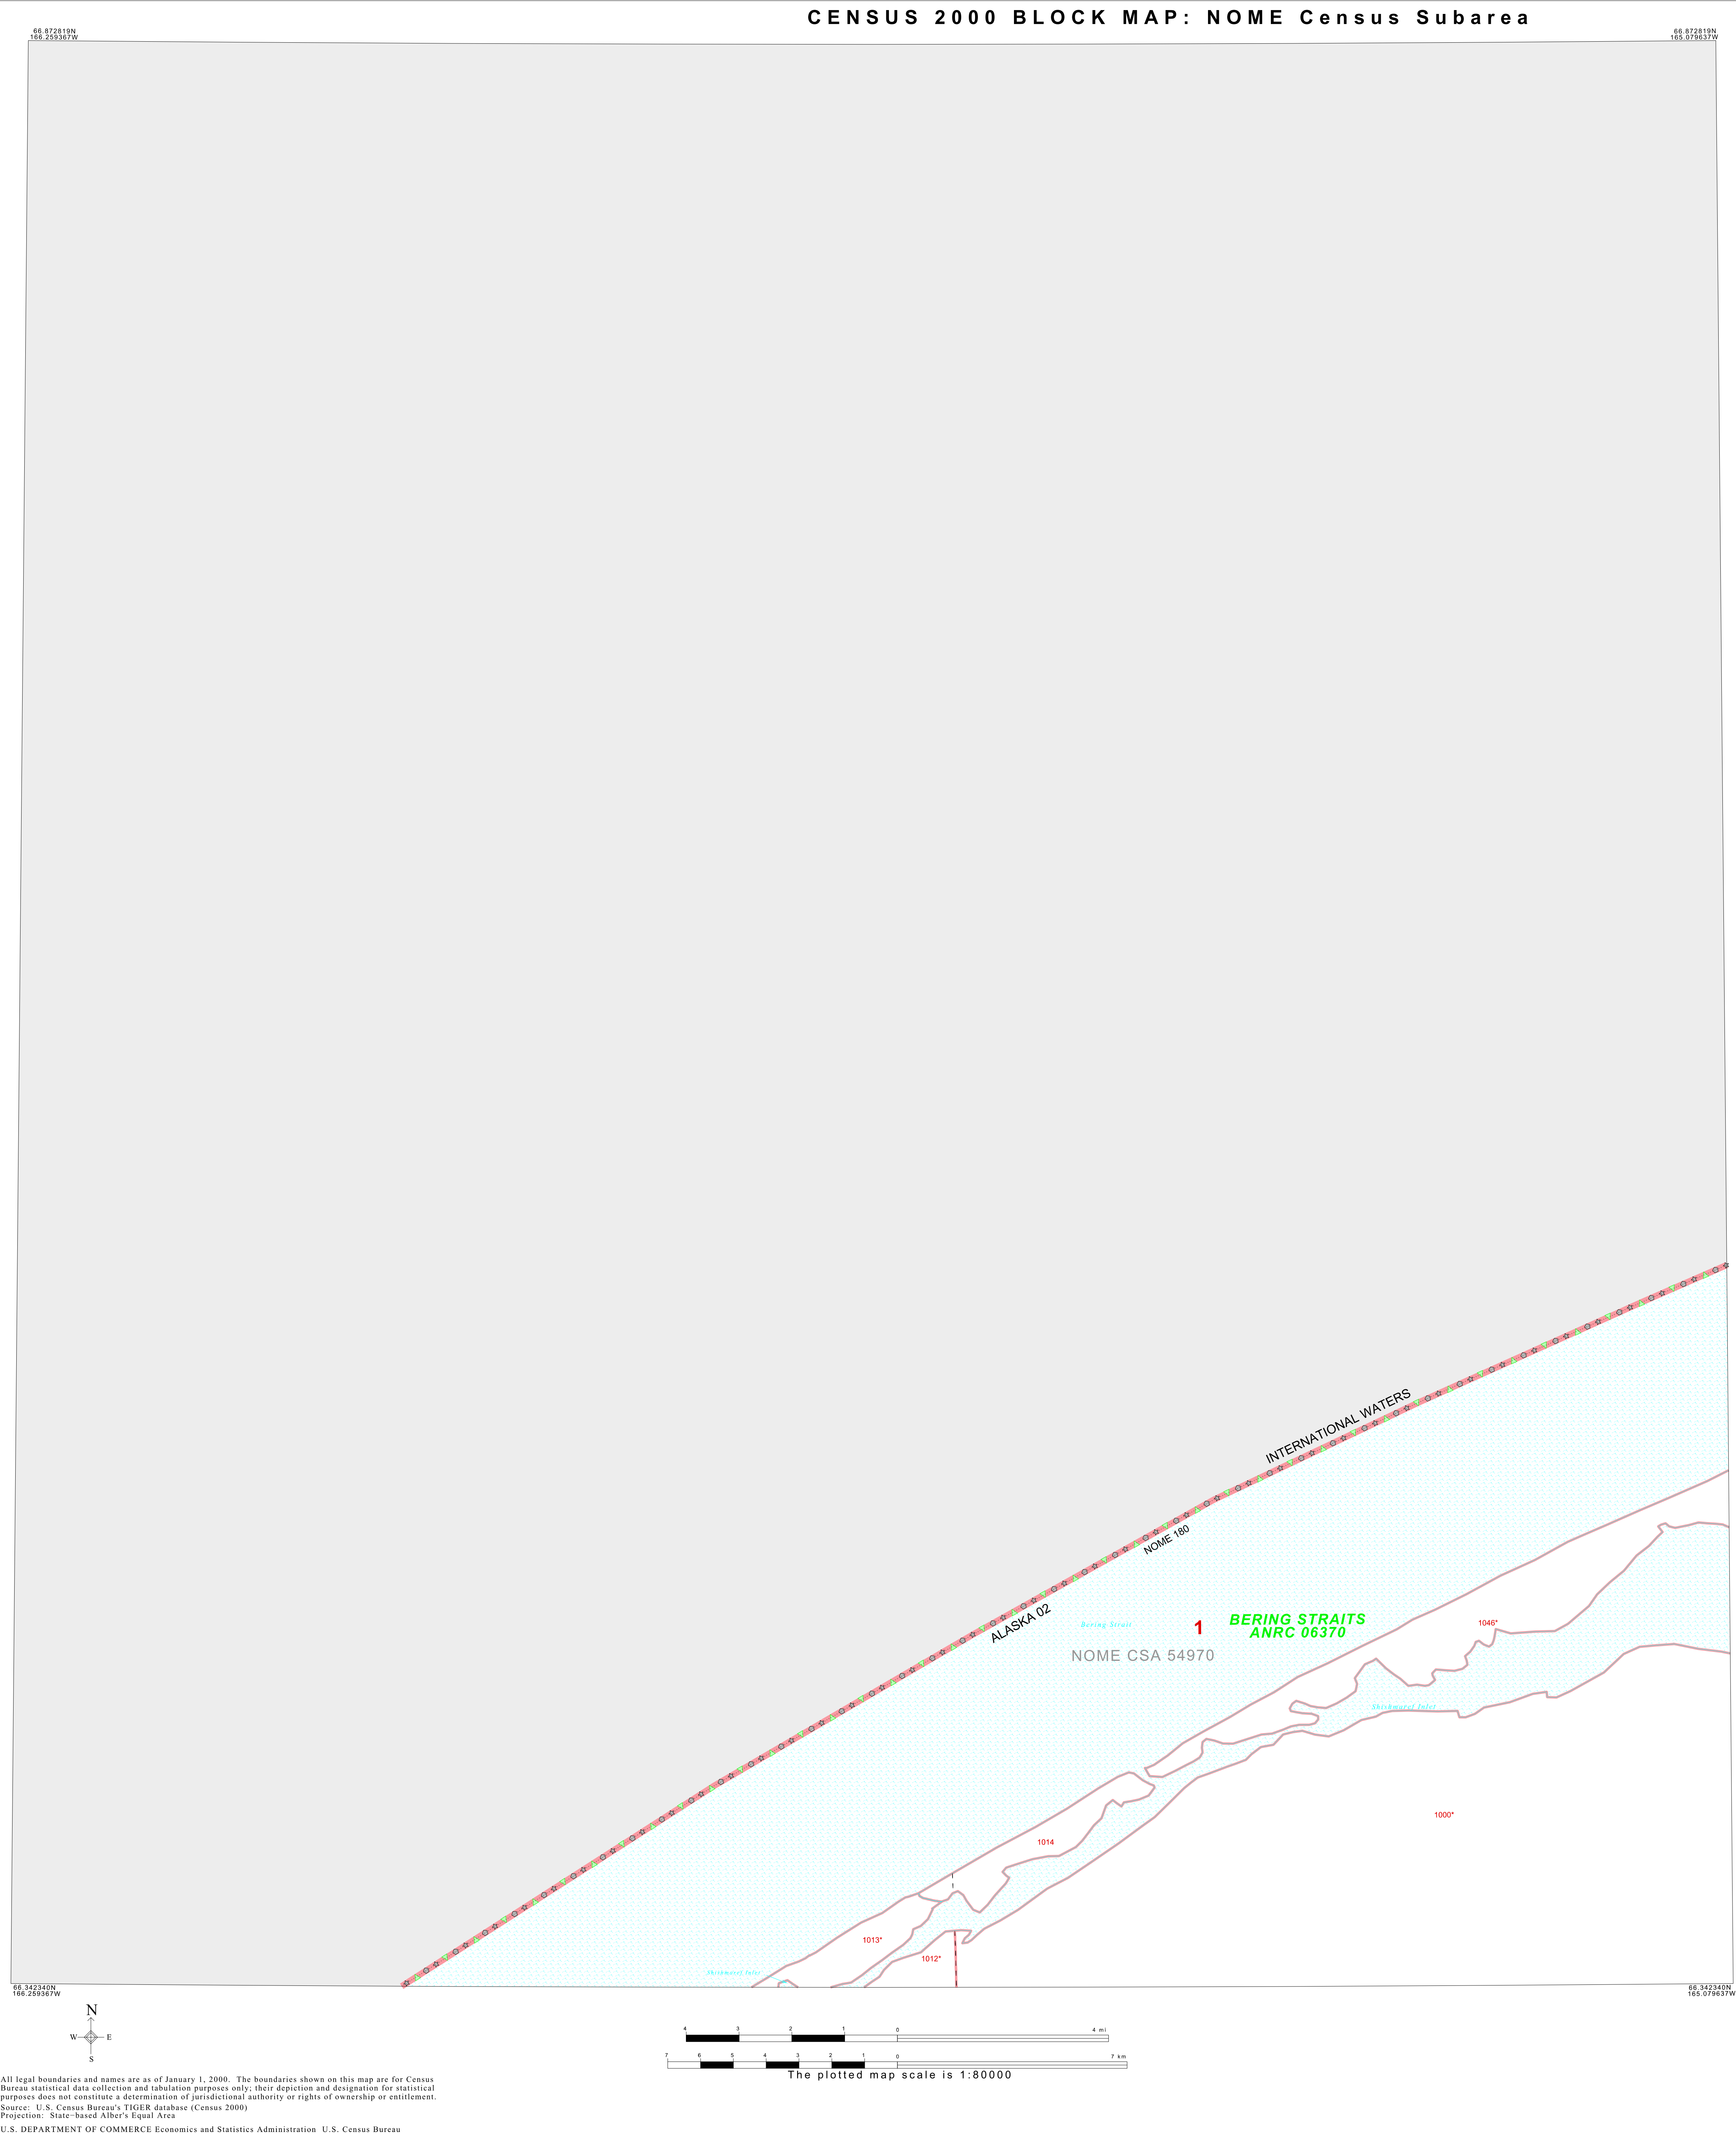 CENSUS 2000 BLOCK MAP: NOME Census Subarea
66.872819N
166.259367W
66.872819N
165.079637W
INTERNATIONAL WATERS
NOME 180
ALASKA 02
Bering Strait
1
BERING STRAITS
ANRC 06370
NOME CSA 54970
1046*
Shishmaref Inlet
1000*
1014
1013*
1012*
Shishmaref Inlet
66.342340N
166.259367W
66.342340N
165.079637W
N
W E
S
4 3 2 1 0 4 mi
7 6 5 4 3 2 1 0 7 km
The plotted map scale is 1:80000
All legal boundaries and names are as of January 1, 2000. The boundaries shown on this map are for Census
Bureau statistical data collection and tabulation purposes only; their depiction and designation for statistical
purposes does not constitute a determination of jurisdictional authority or rights of ownership or entitlement.
Source: U.S. Census Bureau's TIGER database (Census 2000)
Projection: State−based Alber's Equal Area
U.S. DEPARTMENT OF COMMERCE Economics and Statistics Administration U.S. Census Bureau